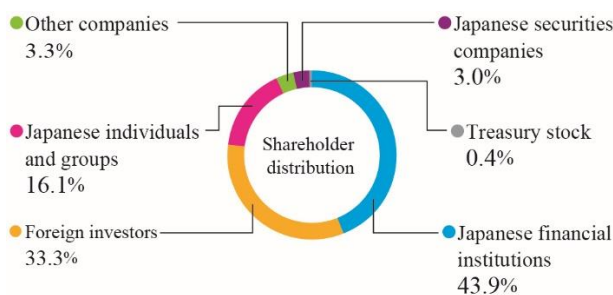 Other companies
3.3%
Japanese securities
companies
3.0%
Japanese individuals
and groups
16.1%
Shareholder
distribution
Treasury stock
0.4%
Foreign investors
33.3%
Japanese financial
institutions
43.9%